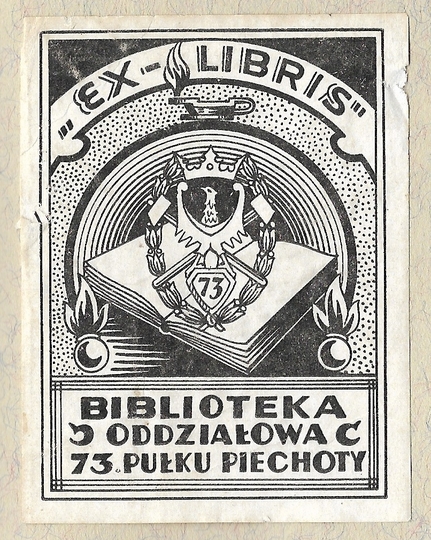 "EX-LIBRIS"
73
BIBLIOTEKA
ODDZIAŁOWA
73. PUŁKU PIECHOTY